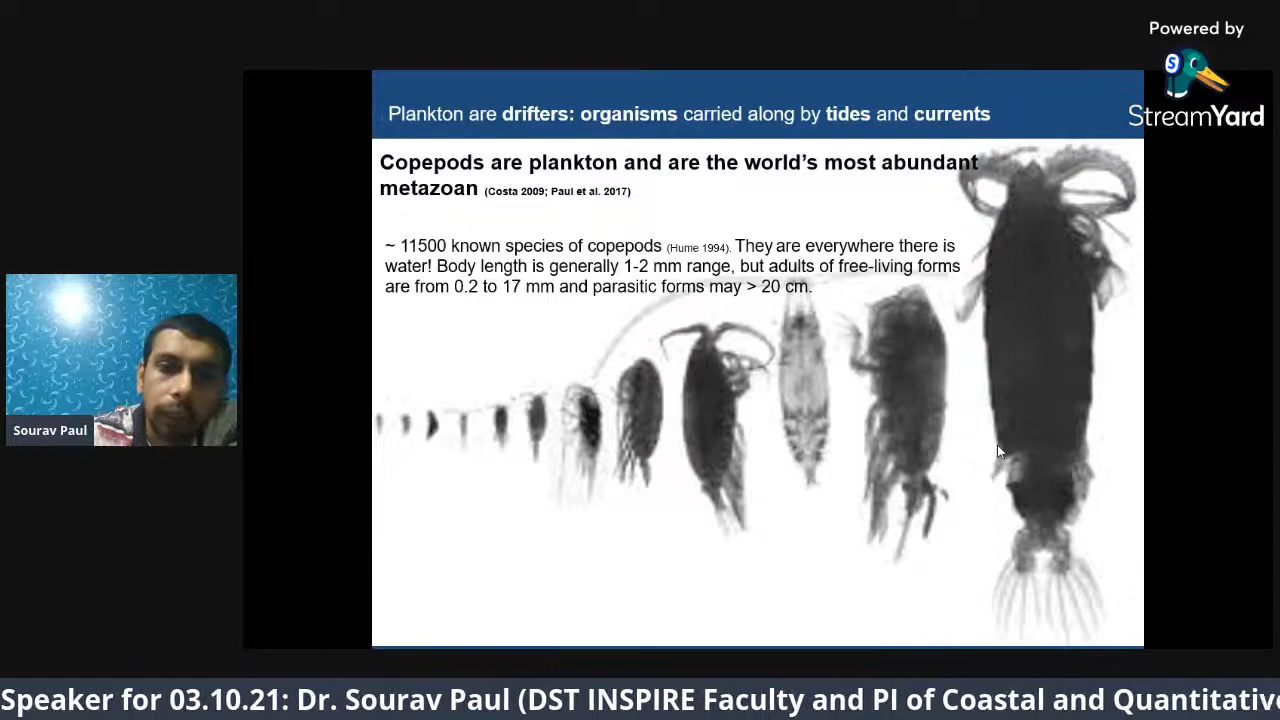 Powered by
StreamYard
Plankton are drifters: organisms carried along by tides and currents
Copepods are plankton and are the world’s most abundant
metazoan (Costa 2009; Paul et al. 2017)
~ 11500 known species of copepods (Hume 1994). They are everywhere there is
water! Body length is generally 1-2 mm range, but adults of free-living forms
are from 0.2 to 17 mm and parasitic forms may > 20 cm.
Sourav Paul
Speaker for 03.10.21: Dr. Sourav Paul (DST INSPIRE Faculty and PI of Coastal and Quantitative